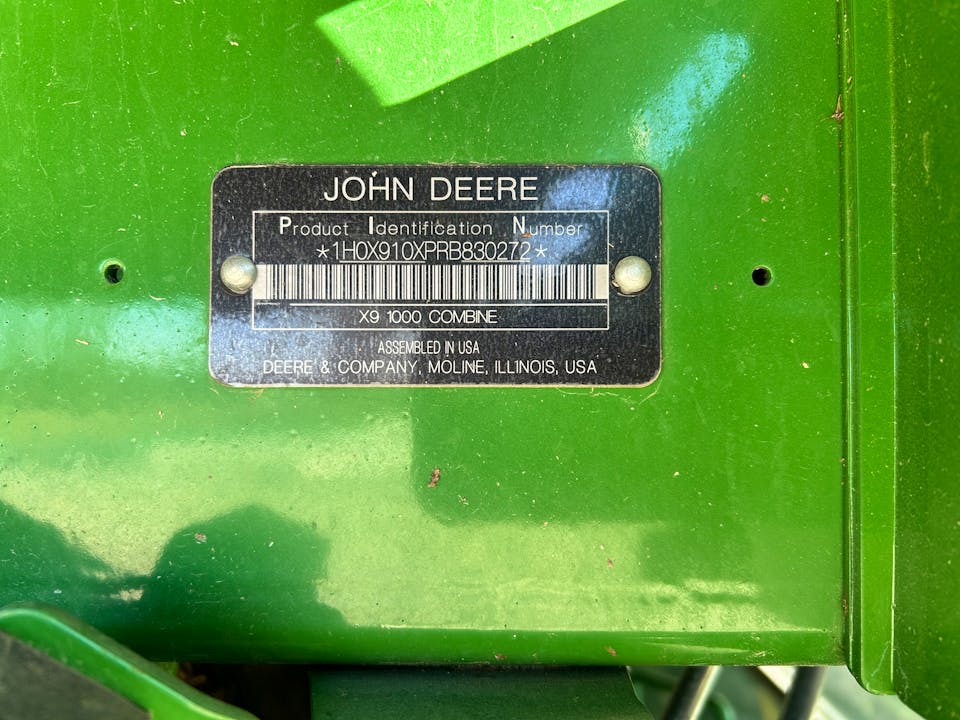 JOHN DEERE
Product Identification Number
*1H0X910XPRB830272*
X9 1000 COMBINE
ASSEMBLED IN USA
DEERE & COMPANY, MOLINE, ILLINOIS, USA